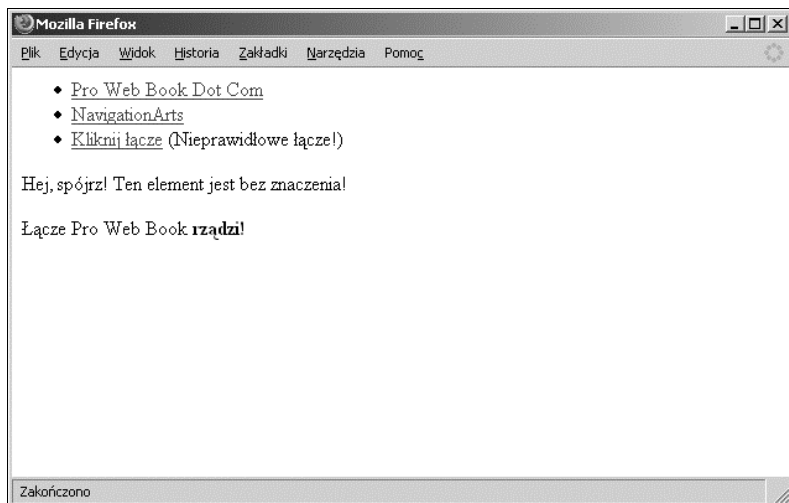 Mozilla Firefox
Plik Edycja Widok Historia Zakładki Narzędzia Pomoc
Pro Web Book Dot Com
NavigationArts
Kliknij łącze (Nieprawidłowe łącze!)
Hej, spójrz! Ten element jest bez znaczenia!
Łącze Pro Web Book rządzi!
Zakończono